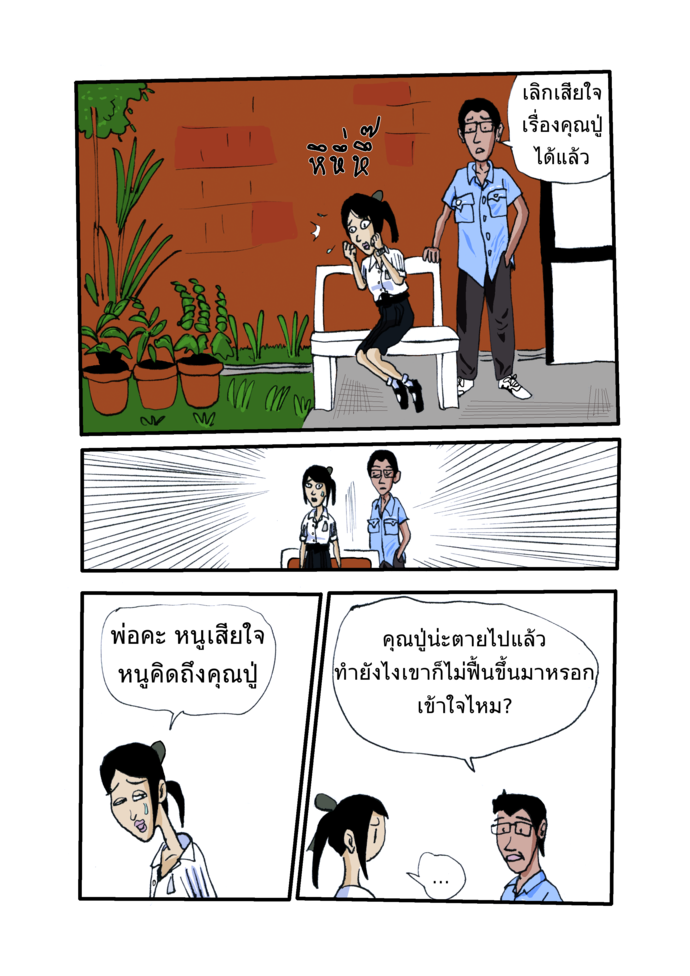 เลิกเสียใจ
เรื่องคุณปู่
ได้แล้ว
หึหึ่หึ๊
พ่อคะ หนูเสียใจ
หนูคิดถึงคุณปู่
คุณปู่น่ะตายไปแล้ว
ทำยังไงเขาก็ไม่ฟื้นขึ้นมาหรอก
เข้าใจไหม?
...